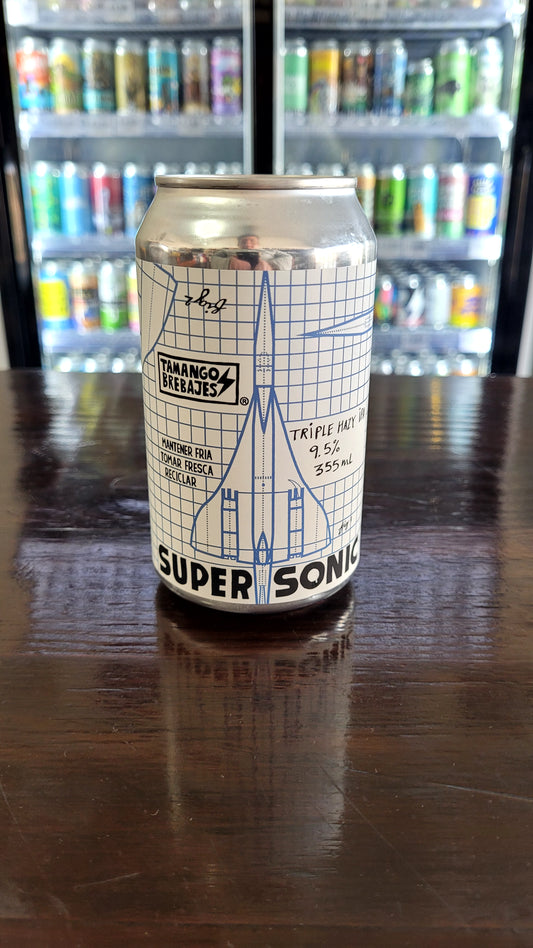 TAMANGO
BREBAJES
®
MANTENER FRIA
TOMAR FRESCA
RECICLAR
TRIPLE HAZY IPA
9.5%
355 mL
SUPER SONIC